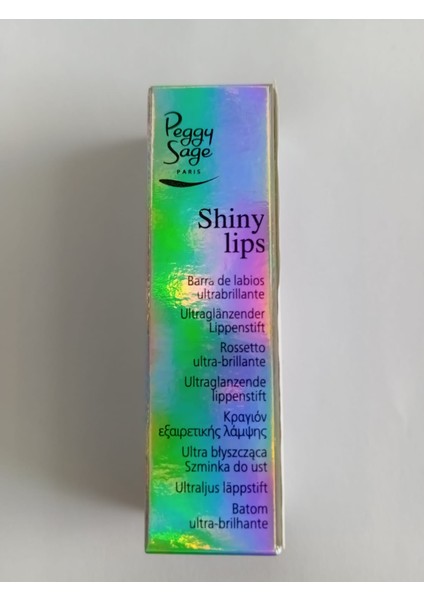 Peggy
Sage
PARIS
Shiny
lips
Barra de labios
ultrabrillante
Ultraglänzender
Lippenstift
Rossetto
ultra-brillante
Ultraglanzende
lippenstift
Κραγιόν
εξαιρετικής λάμψης
Ultra błyszcząca
Szminka do ust
Ultraljus läppstift
Batom
ultra-brilhante